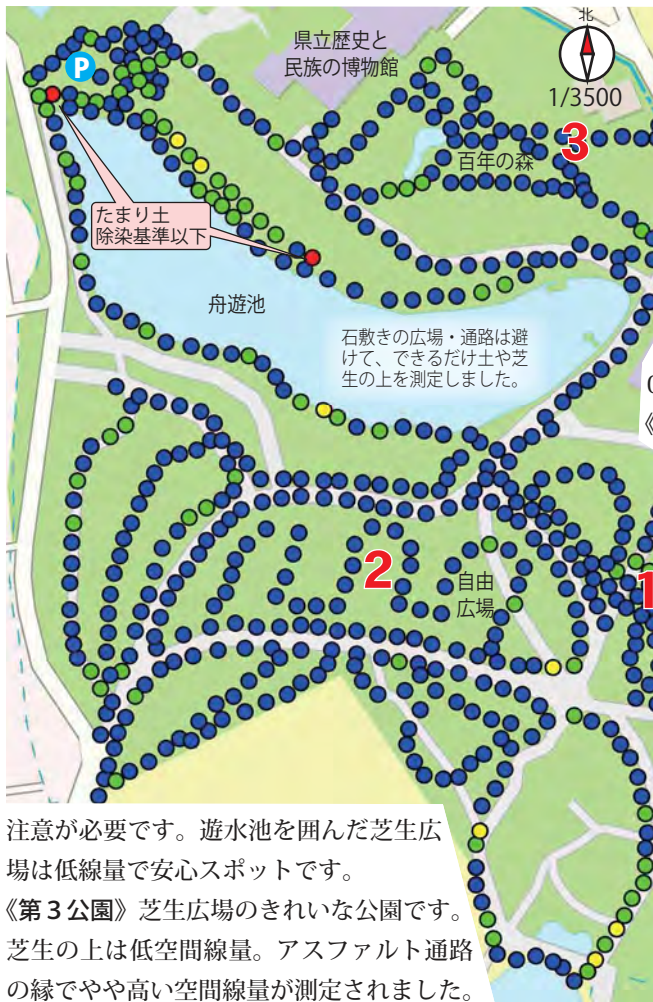 北
1/3500
P
県立歴史と
民族の博物館
3
百年の森
たまり土
除染基準以下
舟遊池
石敷きの広場・通路は避
けて、できるだけ土や芝
生の上を測定しました。
2
自由
広場
1
注意が必要です。遊水池を囲んだ芝生広
場は低線量で安心スポットです。
《第3公園》芝生広場のきれいな公園です。
芝生の上は低空間線量。アスファルト通路
の縁でやや高い空間線量が測定されました。